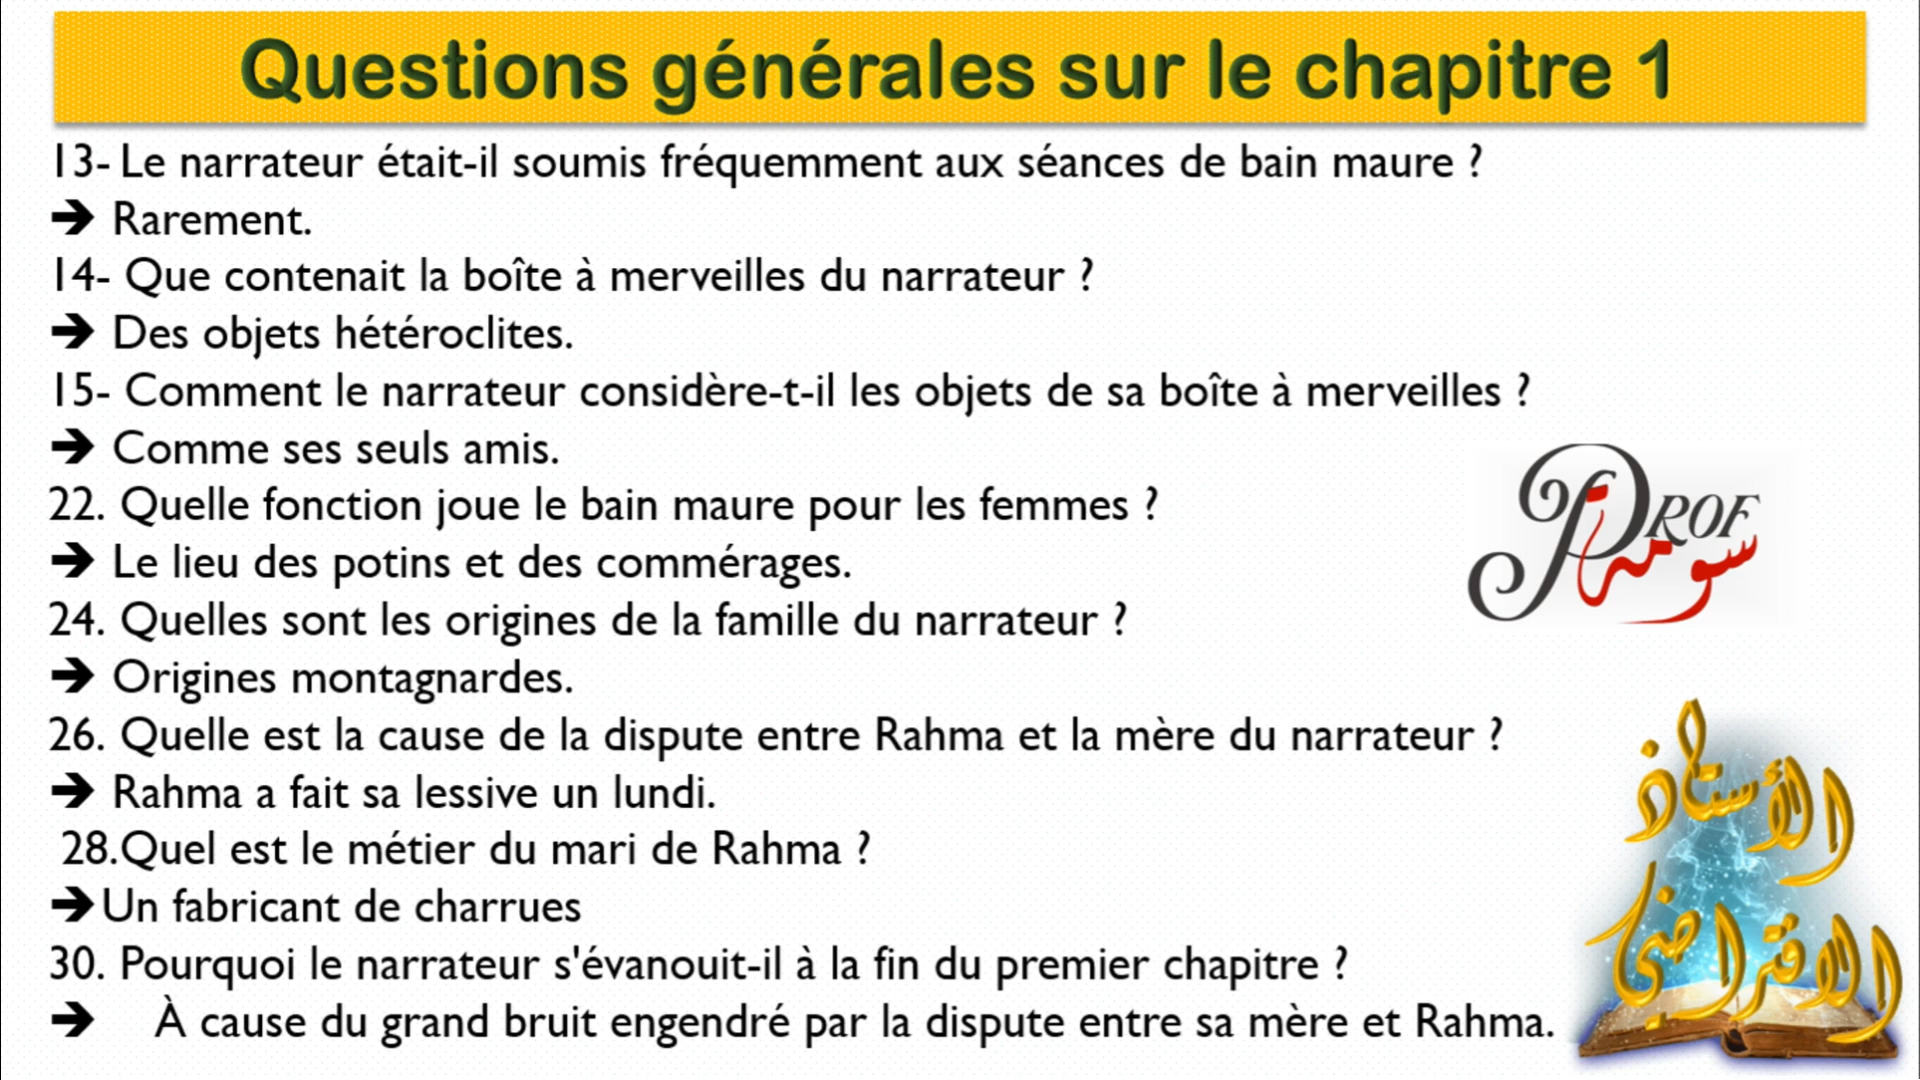 Questions générales sur le chapitre 1
13- Le narrateur était-il soumis fréquemment aux séances de bain maure ?
➔ Rarement.
14- Que contenait la boîte à merveilles du narrateur ?
➔ Des objets hétéroclites.
15- Comment le narrateur considère-t-il les objets de sa boîte à merveilles ?
➔ Comme ses seuls amis.
22. Quelle fonction joue le bain maure pour les femmes ?
➔ Le lieu des potins et des commérages.
24. Quelles sont les origines de la famille du narrateur ?
➔ Origines montagnardes.
26. Quelle est la cause de la dispute entre Rahma et la mère du narrateur ?
➔ Rahma a fait sa lessive un lundi.
28.Quel est le métier du mari de Rahma ?
➔Un fabricant de charrues
30. Pourquoi le narrateur s'évanouit-il à la fin du premier chapitre ?
➔ À cause du grand bruit engendré par la dispute entre sa mère et Rahma.
PROF
سومية
الأستاذ
الافتراضي